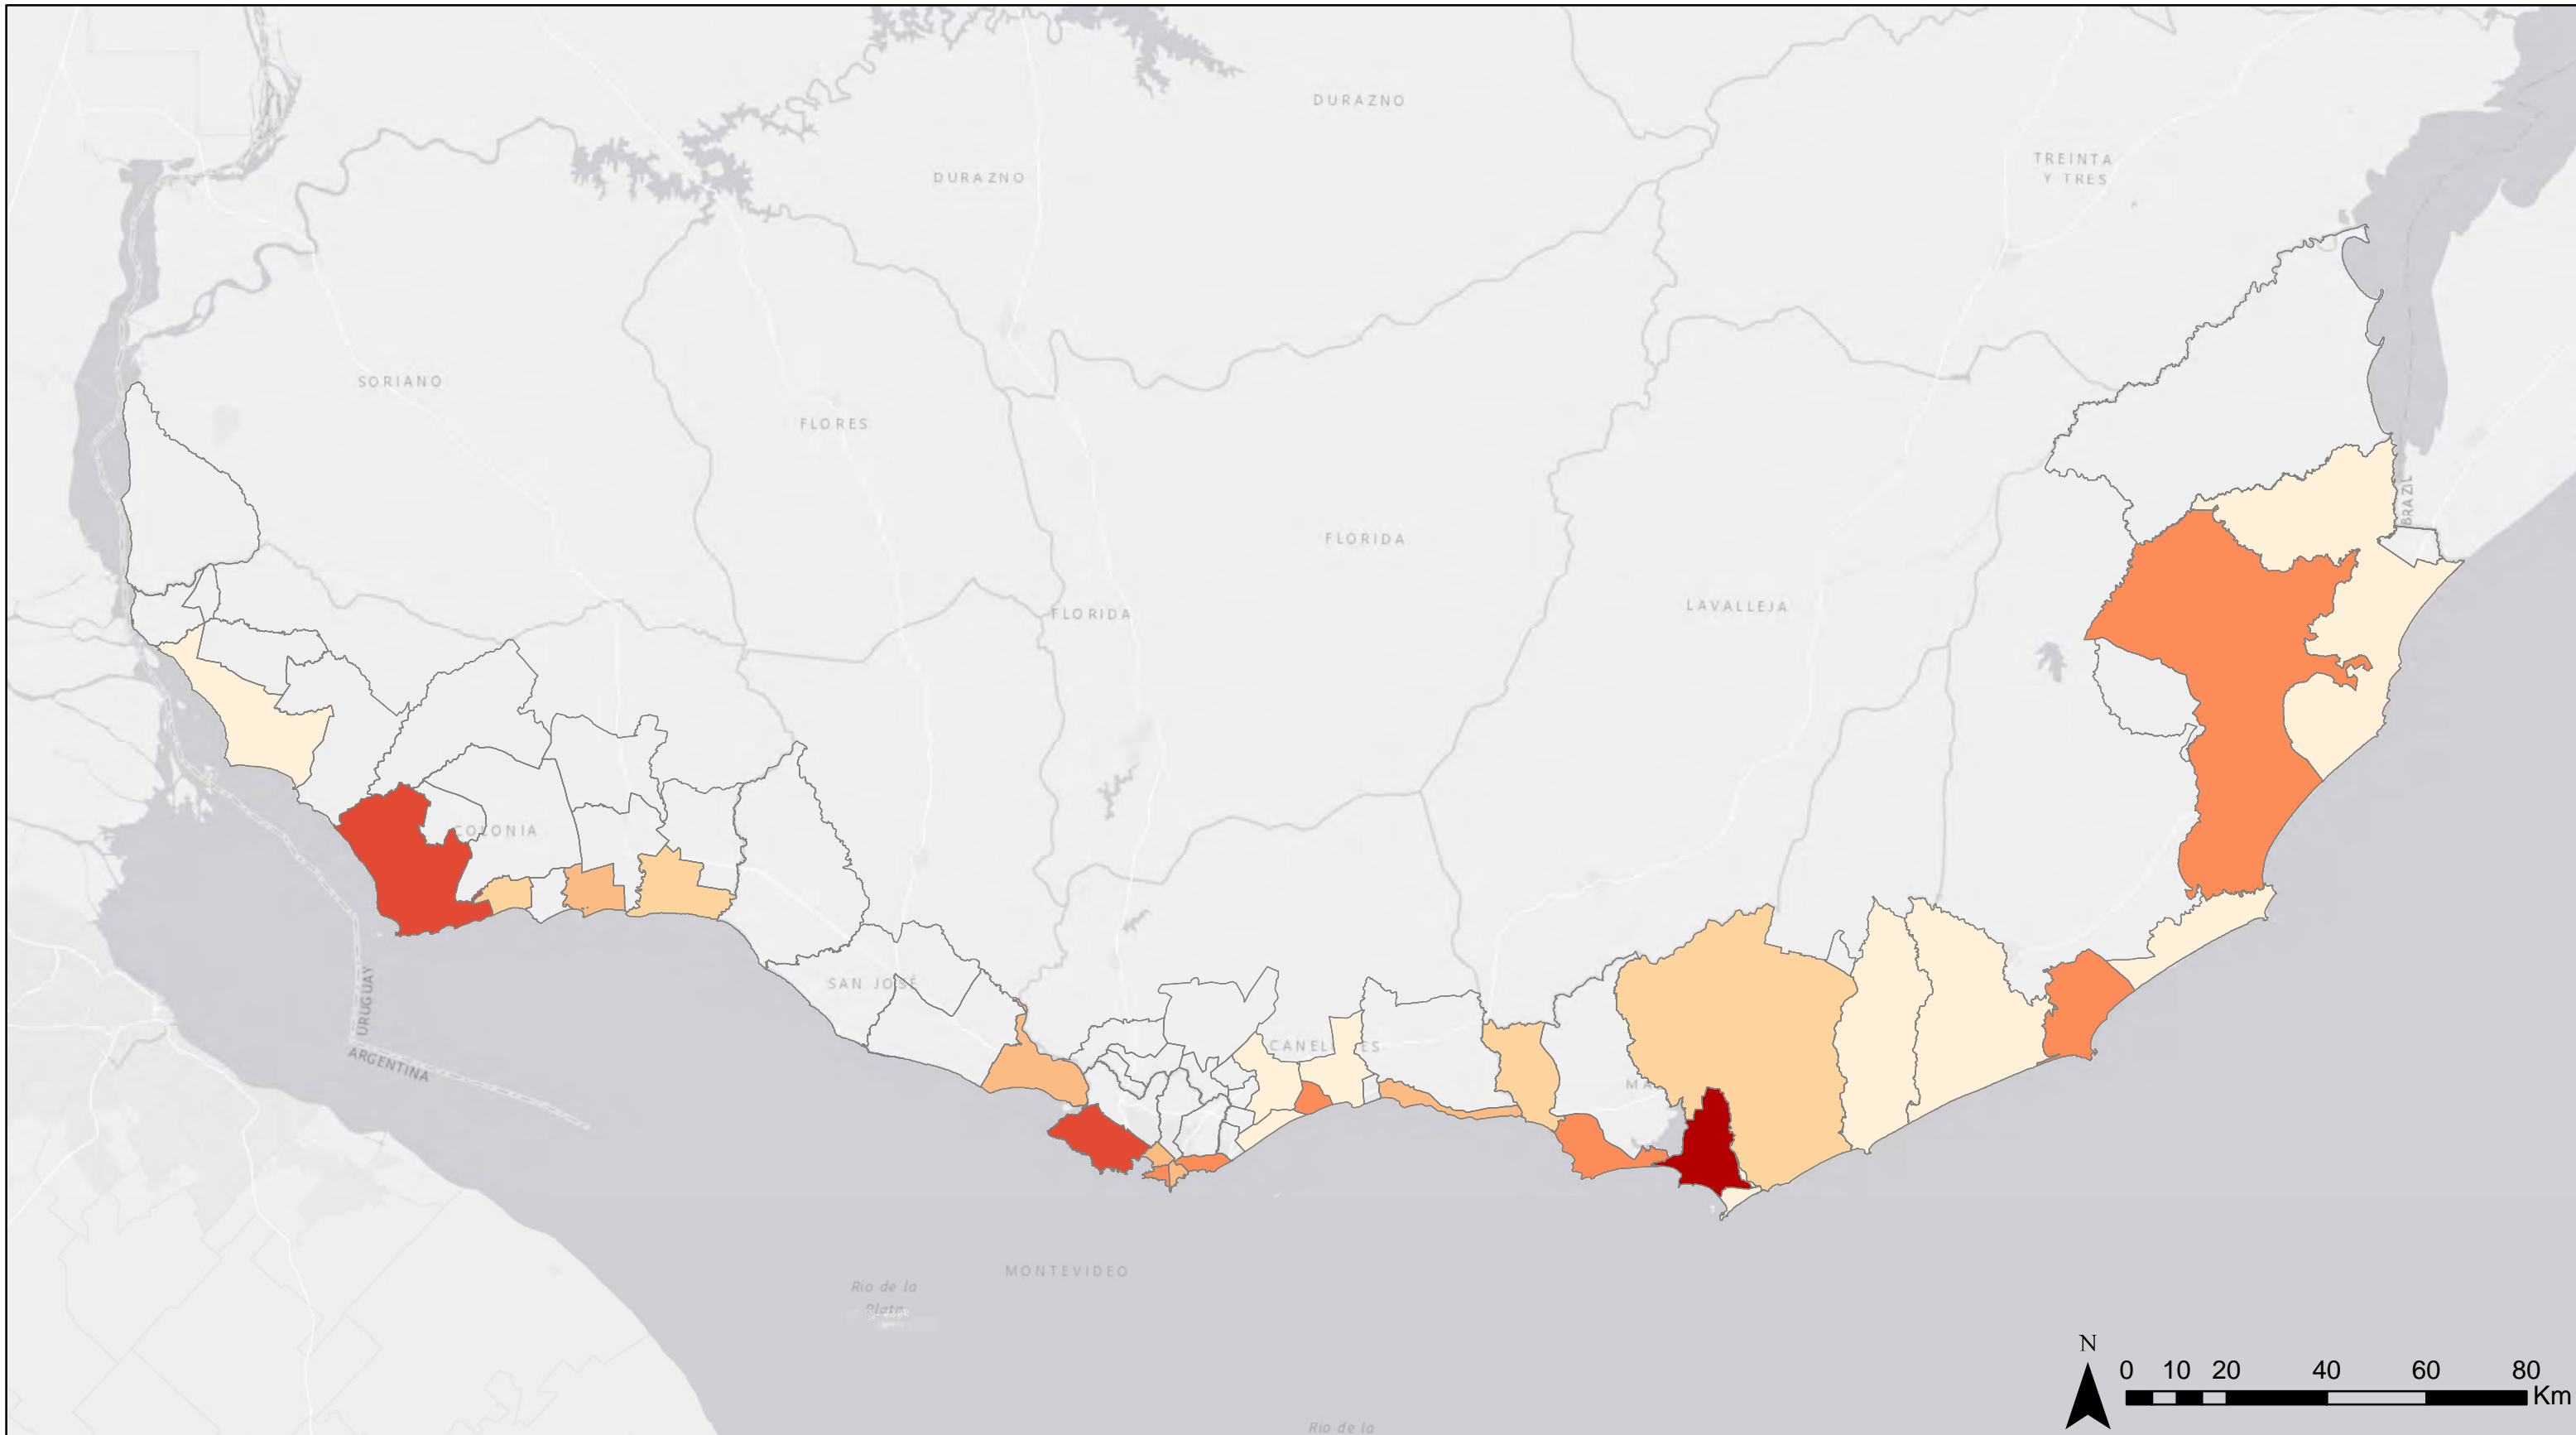 DURAZNO
DURAZNO
TREINTA
Y TRES
SORIANO
FLORES
BRAZIL
FLORIDA
LAVALLEJA
FLORIDA
COLONIA
SAN JOSÉ
URUGUAY
ARGENTINA
MONTEVIDEO
Rio de la
Plata
Rio de la
N
0 10 20 40 60 80
Km